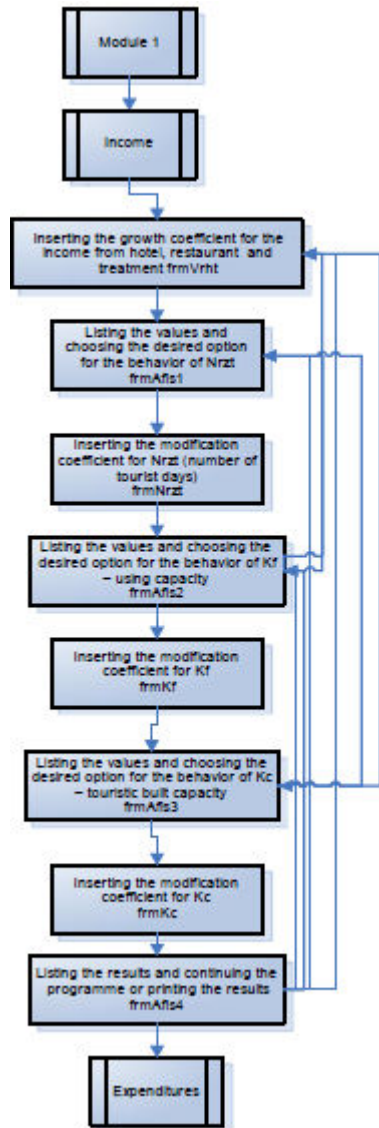 Module 1
Income
Inserting the growth coefficient for the
income from hotel, restaurant and
treatment frmVrht
Listing the values and
choosing the desired option
for the behavior of Nrzt
frmAfis1
Inserting the modification
coefficient for Nrzt (number of
tourist days)
frmNrzt
Listing the values and choosing the
desired option for the behavior of Kf
– using capacity
frmAfis2
Inserting the modification
coefficient for Kf
frmKf
Listing the values and choosing the
desired option for the behavior of Kc
– touristic built capacity
frmAfis3
Inserting the modification
coefficient for Kc
frmKc
Listing the results and continuing the
programme or printing the results
frmAfis4
Expenditures